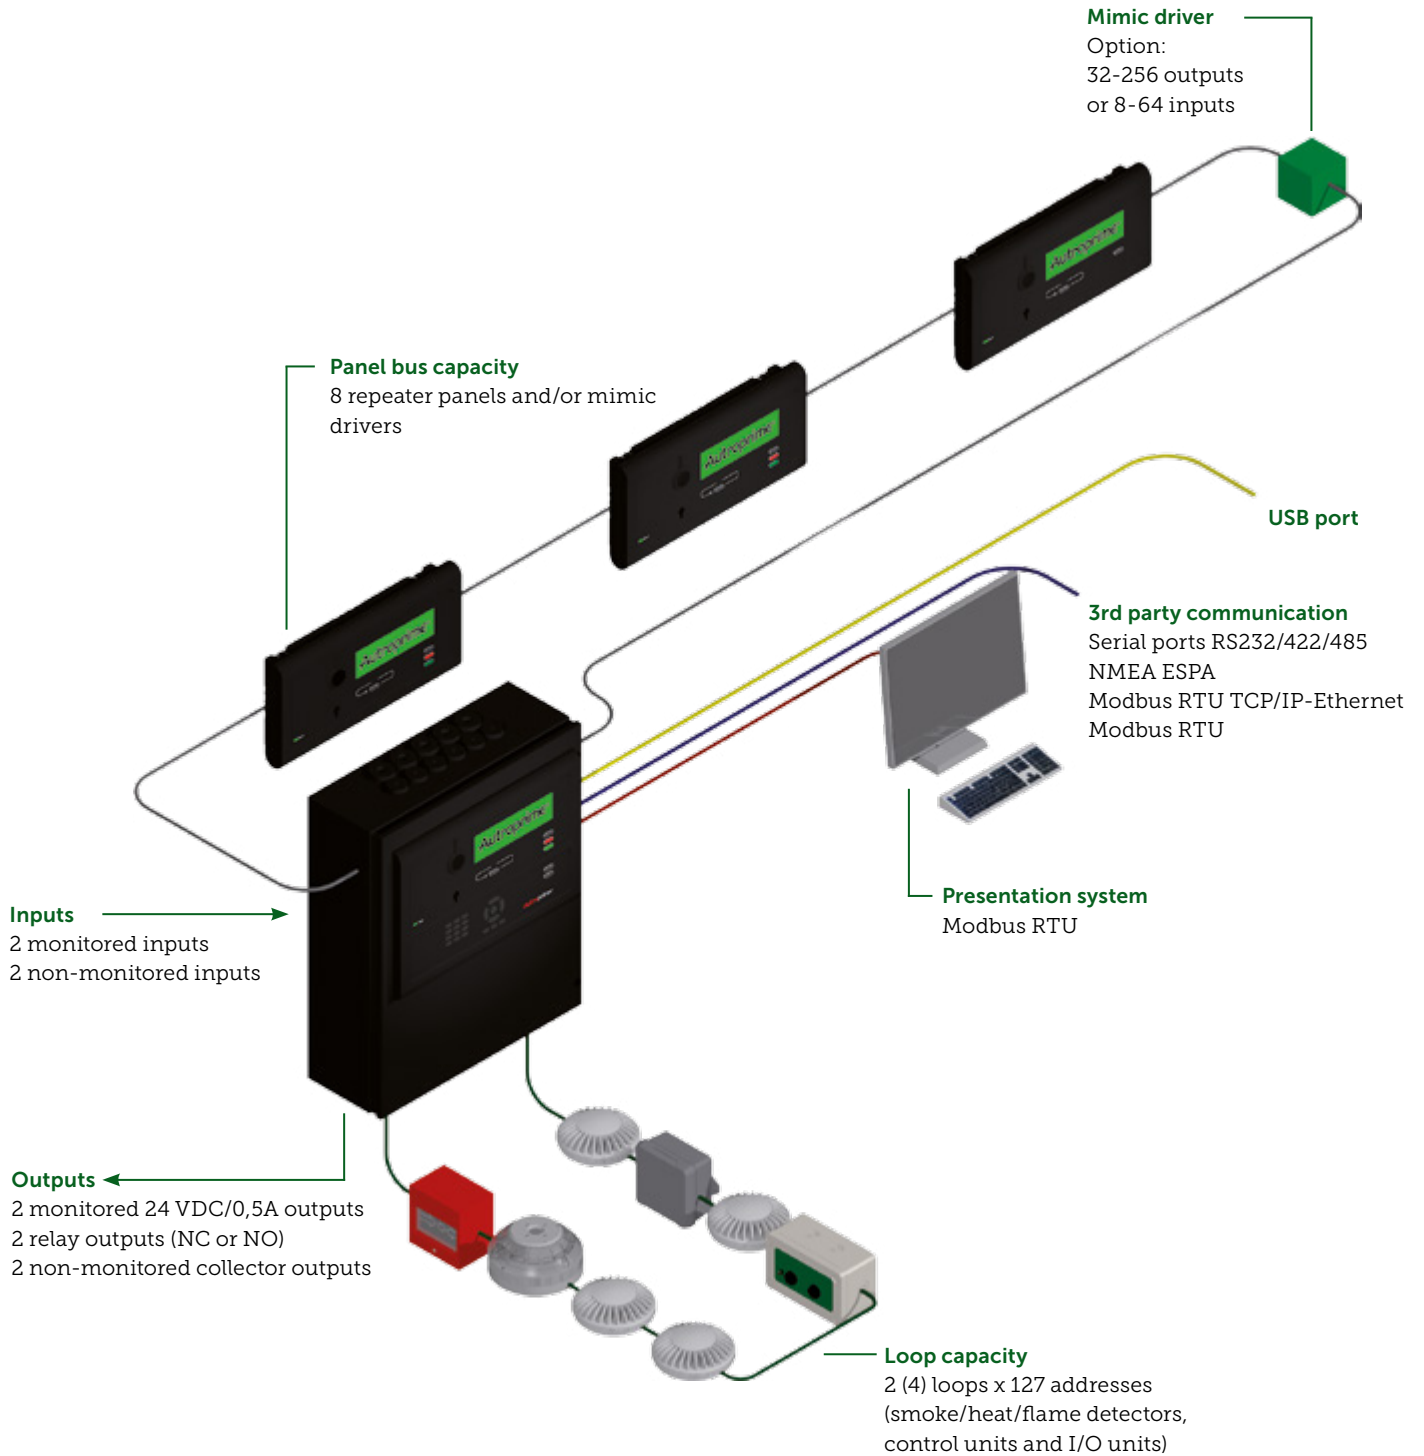 Mimic driver
Option:
32-256 outputs
or 8-64 inputs
Autroprime
Panel bus capacity
8 repeater panels and/or mimic
drivers
Autroprime
USB port
3rd party communication
Serial ports RS232/422/485
NMEA ESPA
Modbus RTU TCP/IP-Ethernet
Modbus RTU
Autroprime
Autroprime
Presentation system
Modbus RTU
Inputs
2 monitored inputs
2 non-monitored inputs
Outputs
2 monitored 24 VDC/0,5A outputs
2 relay outputs (NC or NO)
2 non-monitored collector outputs
Loop capacity
2 (4) loops x 127 addresses
(smoke/heat/flame detectors,
control units and I/O units)